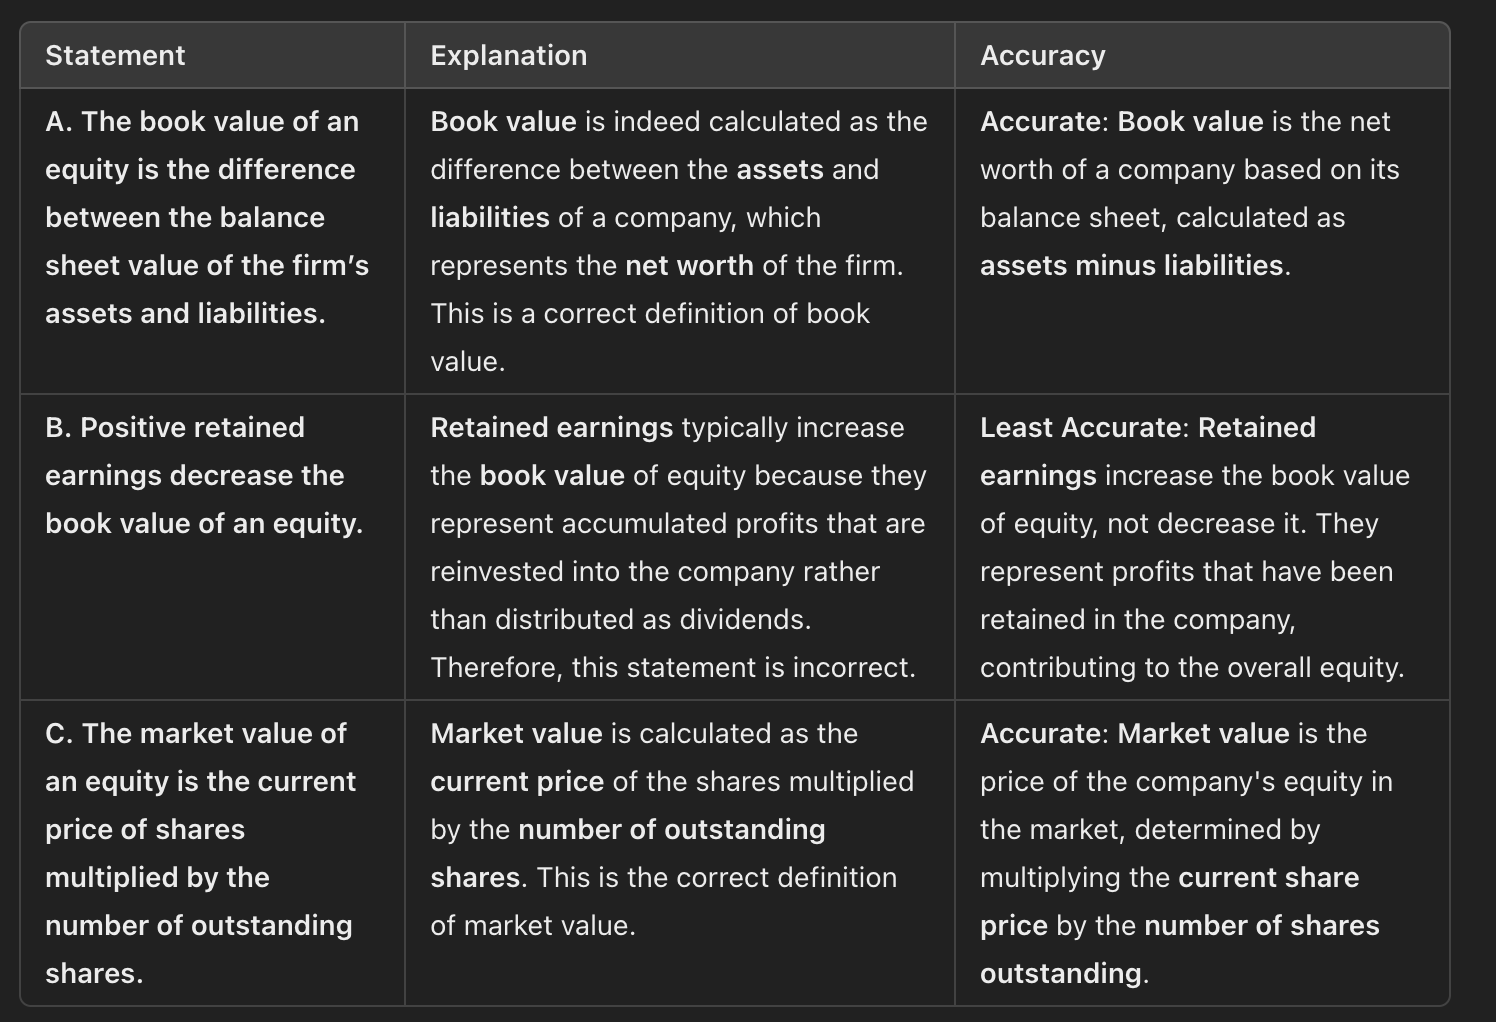 Statement
Explanation
Accuracy
A. The book value of an
equity is the difference
between the balance
sheet value of the firm's
assets and liabilities.
Book value is indeed calculated as the
difference between the assets and
liabilities of a company, which
represents the net worth of the firm.
This is a correct definition of book
value.
Accurate: Book value is the net
worth of a company based on its
balance sheet, calculated as
assets minus liabilities.
B. Positive retained
earnings decrease the
book value of an equity.
Retained earnings typically increase
the book value of equity because they
represent accumulated profits that are
reinvested into the company rather
than distributed as dividends.
Therefore, this statement is incorrect.
Least Accurate: Retained
earnings increase the book value
of equity, not decrease it. They
represent profits that have been
retained in the company,
contributing to the overall equity.
C. The market value of
an equity is the current
price of shares
multiplied by the
number of outstanding
shares.
Market value is calculated as the
current price of the shares multiplied
by the number of outstanding
shares. This is the correct definition
of market value.
Accurate: Market value is the
price of the company's equity in
the market, determined by
multiplying the current share
price by the number of shares
outstanding.